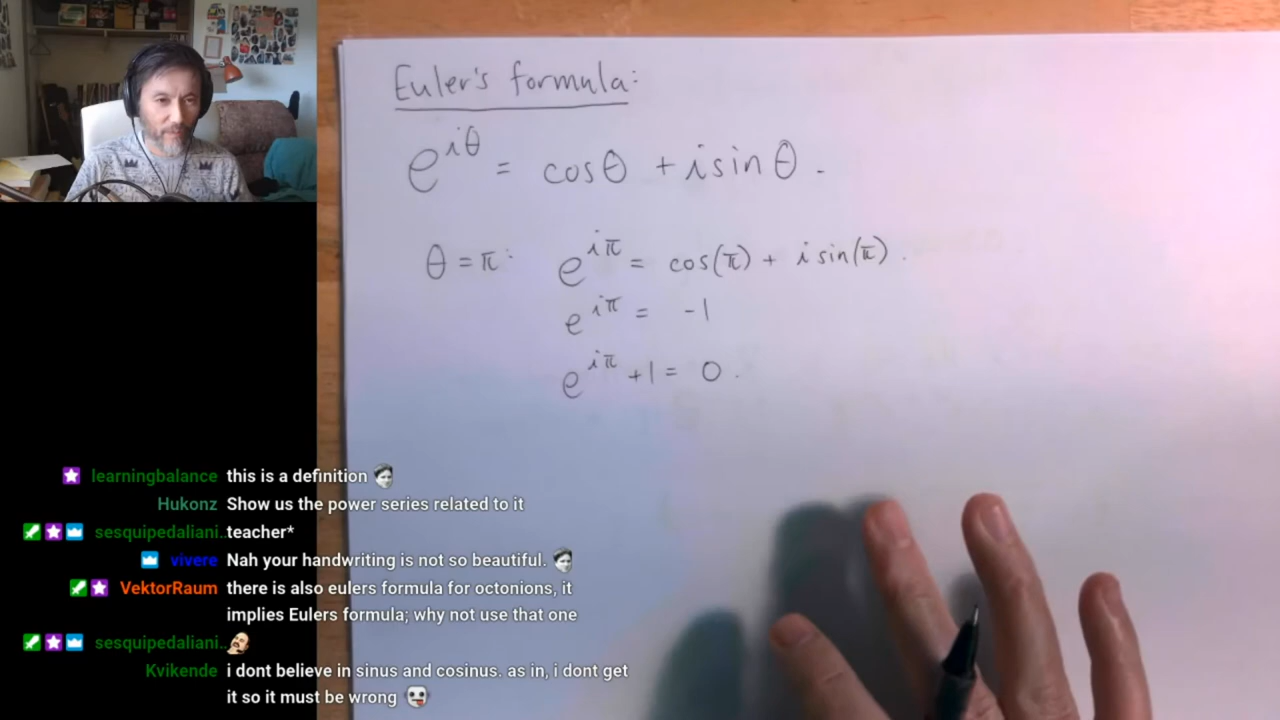 Euler's formula:
e^{iθ} = cosθ + i sin θ.
θ = π: e^{iπ} = cos(π) + i sin(π).
e^{iπ} = -1
e^{iπ} +1 = 0.
learningbalance this is a definition
Hukonz Show us the power series related to it
sesquipedaliani.. teacher*
vivere Nah your handwriting is not so beautiful.
VektorRaum there is also eulers formula for octonions, it
implies Eulers formula; why not use that one
sesquipedaliani..
Kvikende i dont believe in sinus and cosinus. as in, i dont get
it so it must be wrong